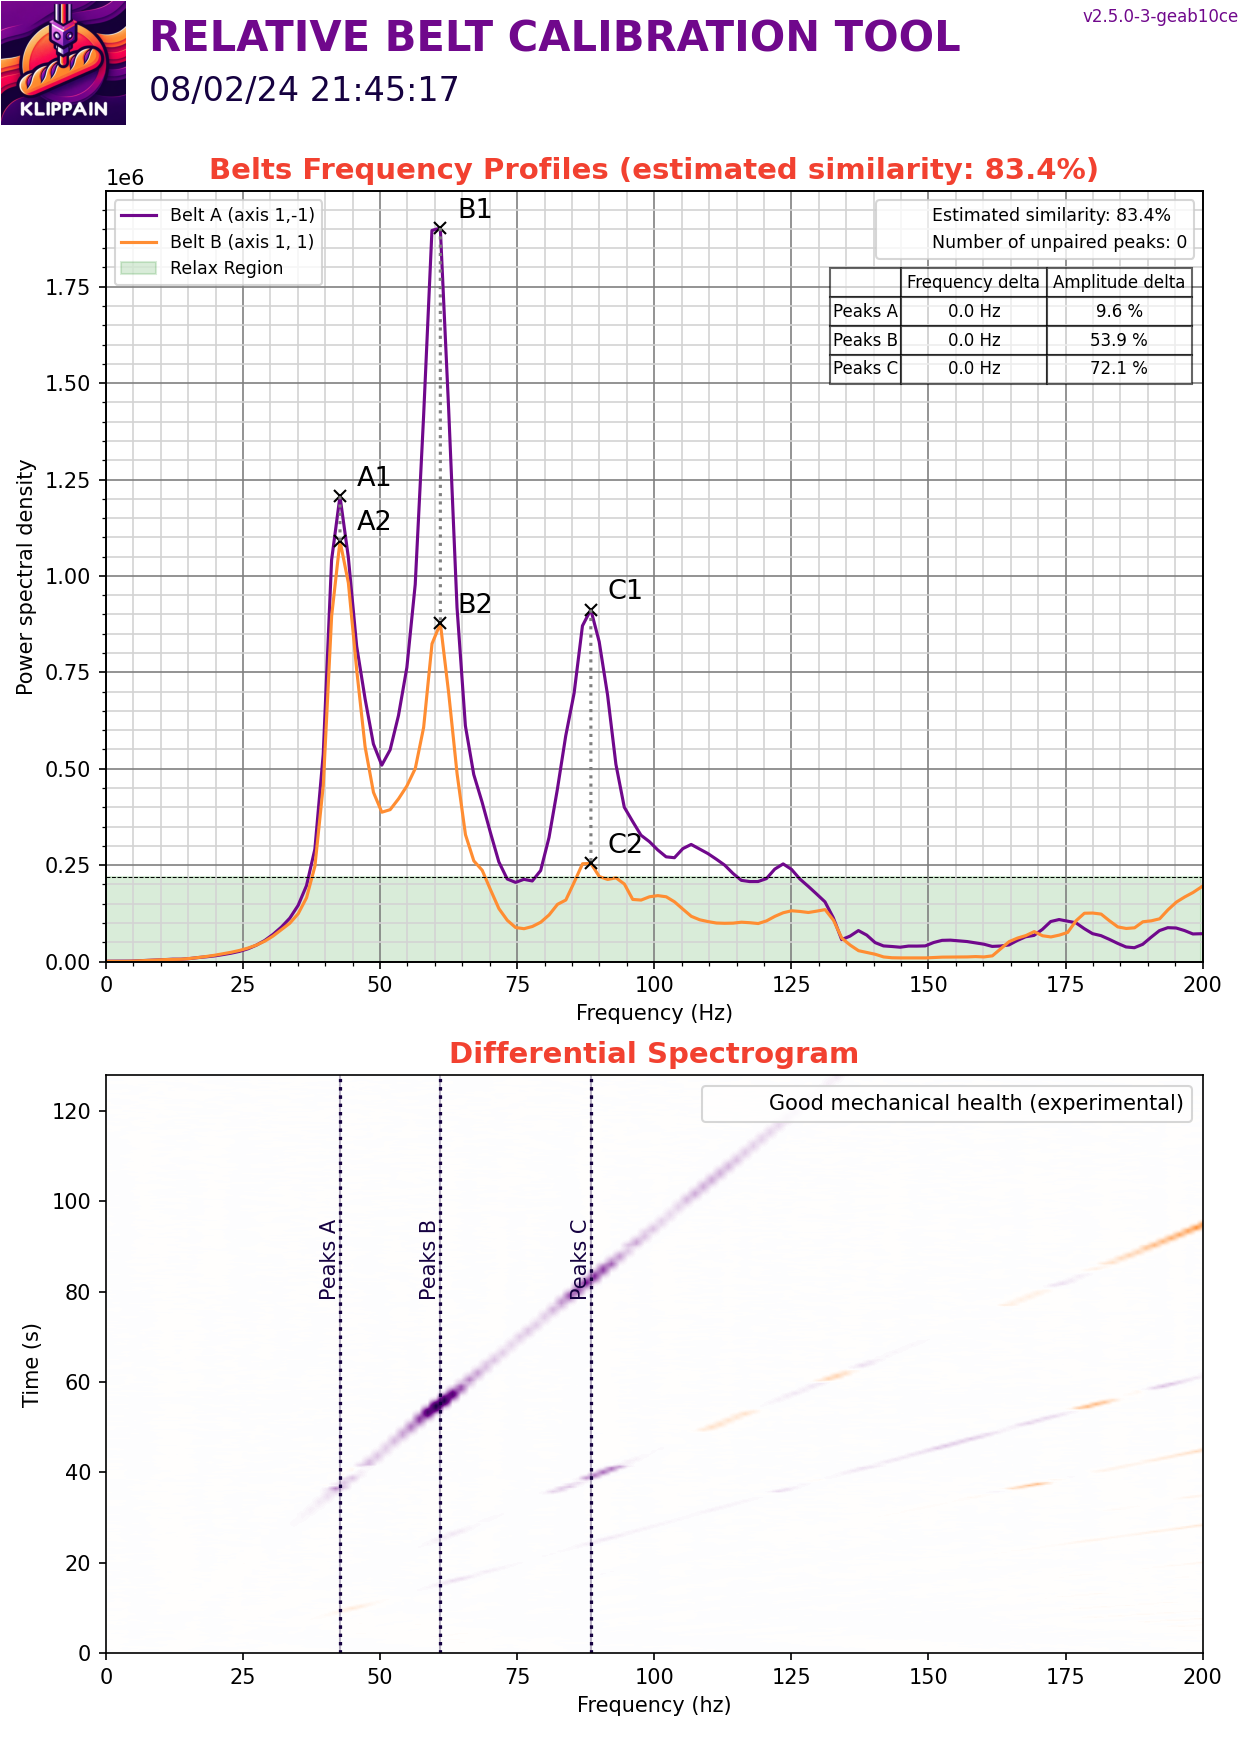 v2.5.0-3-geab10ce
RELATIVE BELT CALIBRATION TOOL
08/02/24 21:45:17
KLIPPAIN
Belts Frequency Profiles (estimated similarity: 83.4%)
1e6
Belt A (axis 1,-1)
Belt B (axis 1, 1)
Relax Region
Estimated similarity: 83.4%
Number of unpaired peaks: 0
Frequency delta Amplitude delta
Peaks A 0.0 Hz 9.6 %
Peaks B 0.0 Hz 53.9 %
Peaks C 0.0 Hz 72.1 %
B1
A1
A2
B2
C1
C2
Power spectral density
1.75
1.50
1.25
1.00
0.75
0.50
0.25
0.00
0 25 50 75 100 125 150 175 200
Frequency (Hz)
Differential Spectrogram
Good mechanical health (experimental)
Peaks A
Peaks B
Peaks C
Time (s)
120
100
80
60
40
20
0
0 25 50 75 100 125 150 175 200
Frequency (hz)